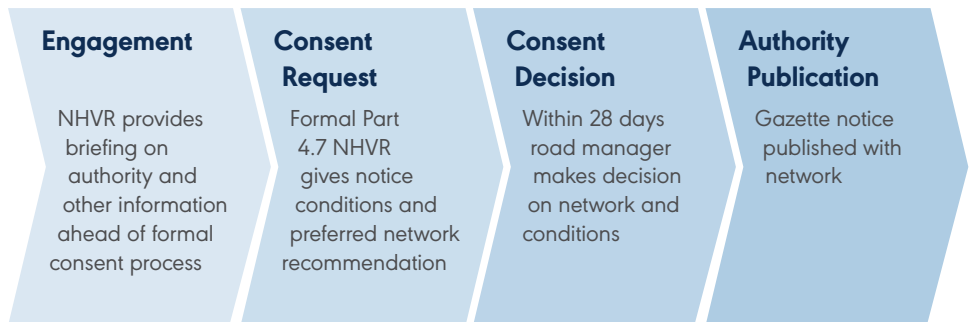 Engagement
NHVR provides
briefing on
authority and
other information
ahead of formal
consent process
Consent
Request
Formal Part
4.7 NHVR
gives notice
conditions and
preferred network
recommendation
Consent
Decision
Within 28 days
road manager
makes decision
on network and
conditions
Authority
Publication
Gazette notice
published with
network